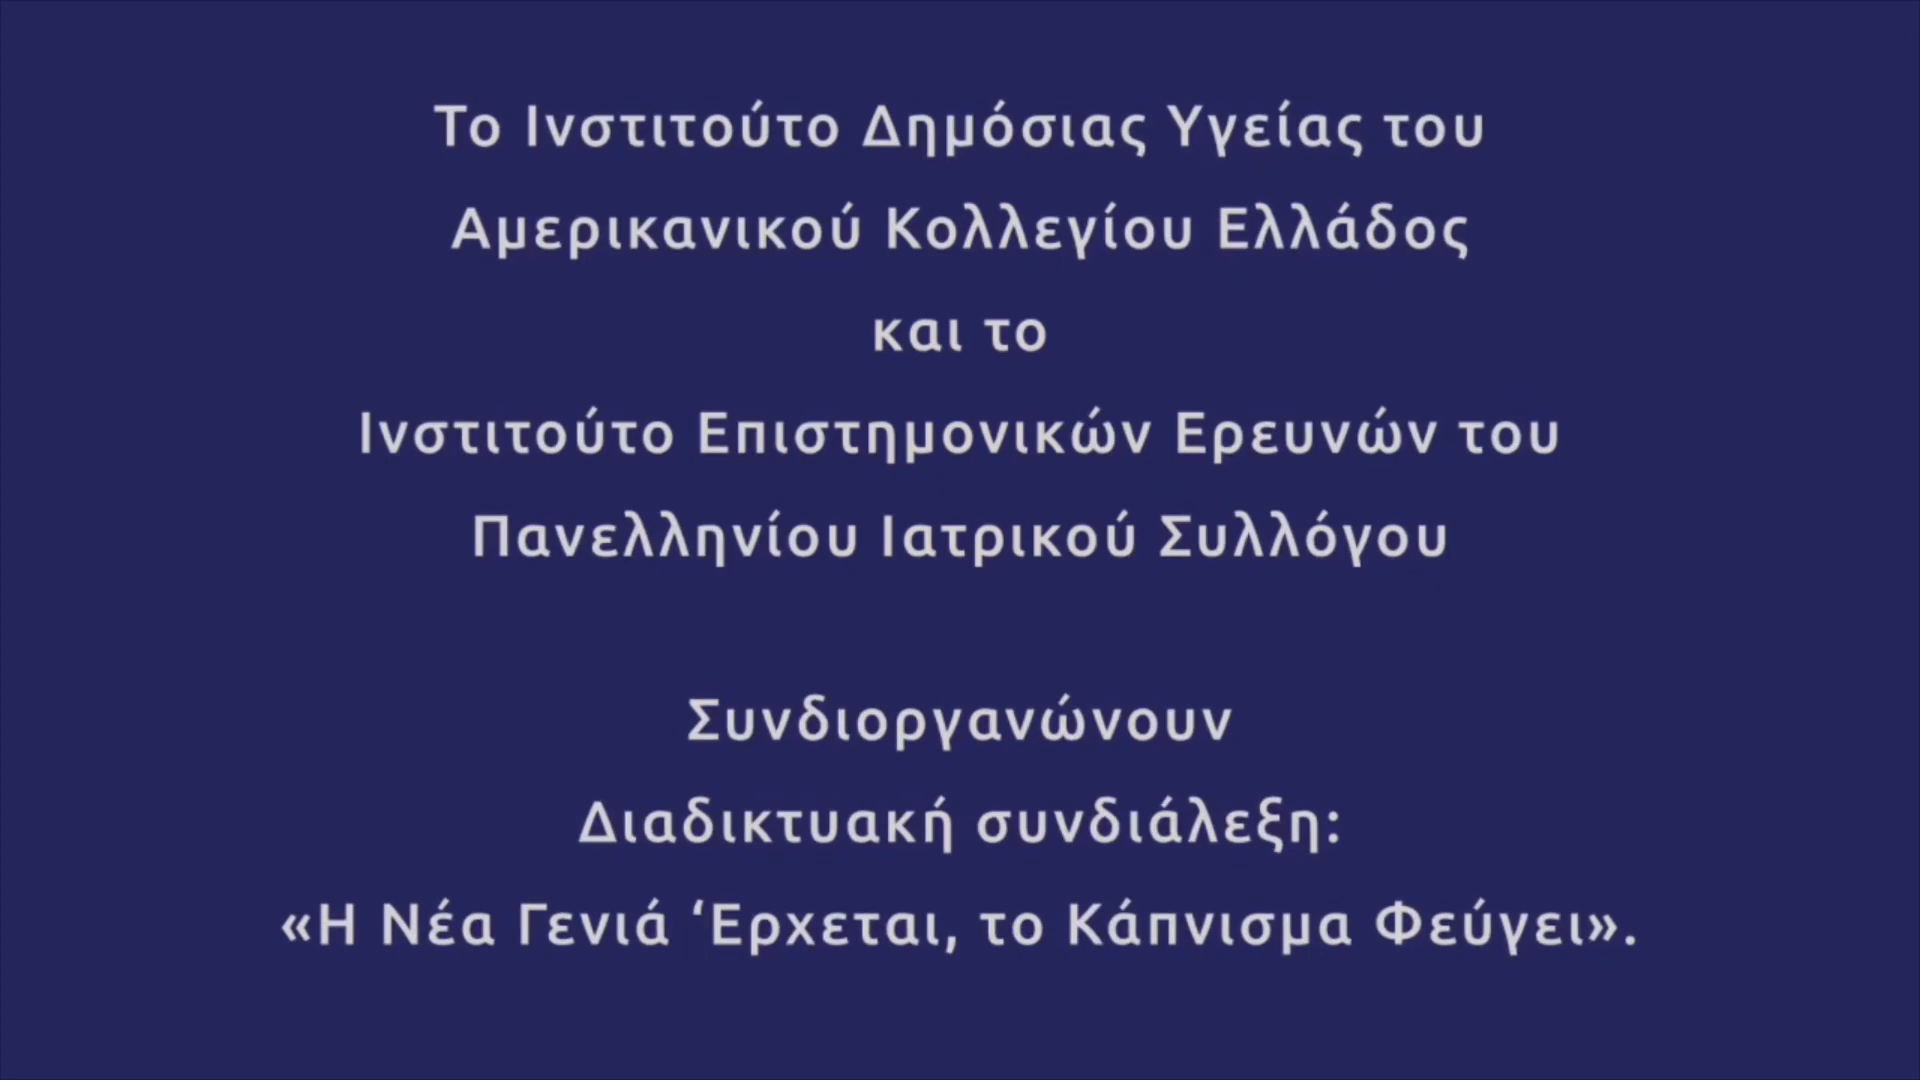 Το Ινστιτούτο Δημόσιας Υγείας του
Αμερικανικού Κολλεγίου Ελλάδος
και το
Ινστιτούτο Επιστημονικών Ερευνών του
Πανελληνίου Ιατρικού Συλλόγου
Συνδιοργανώνουν
Διαδικτυακή συνδιάλεξη:
«Η Νέα Γενιά ‘Ερχεται, το Κάπνισμα Φεύγει».